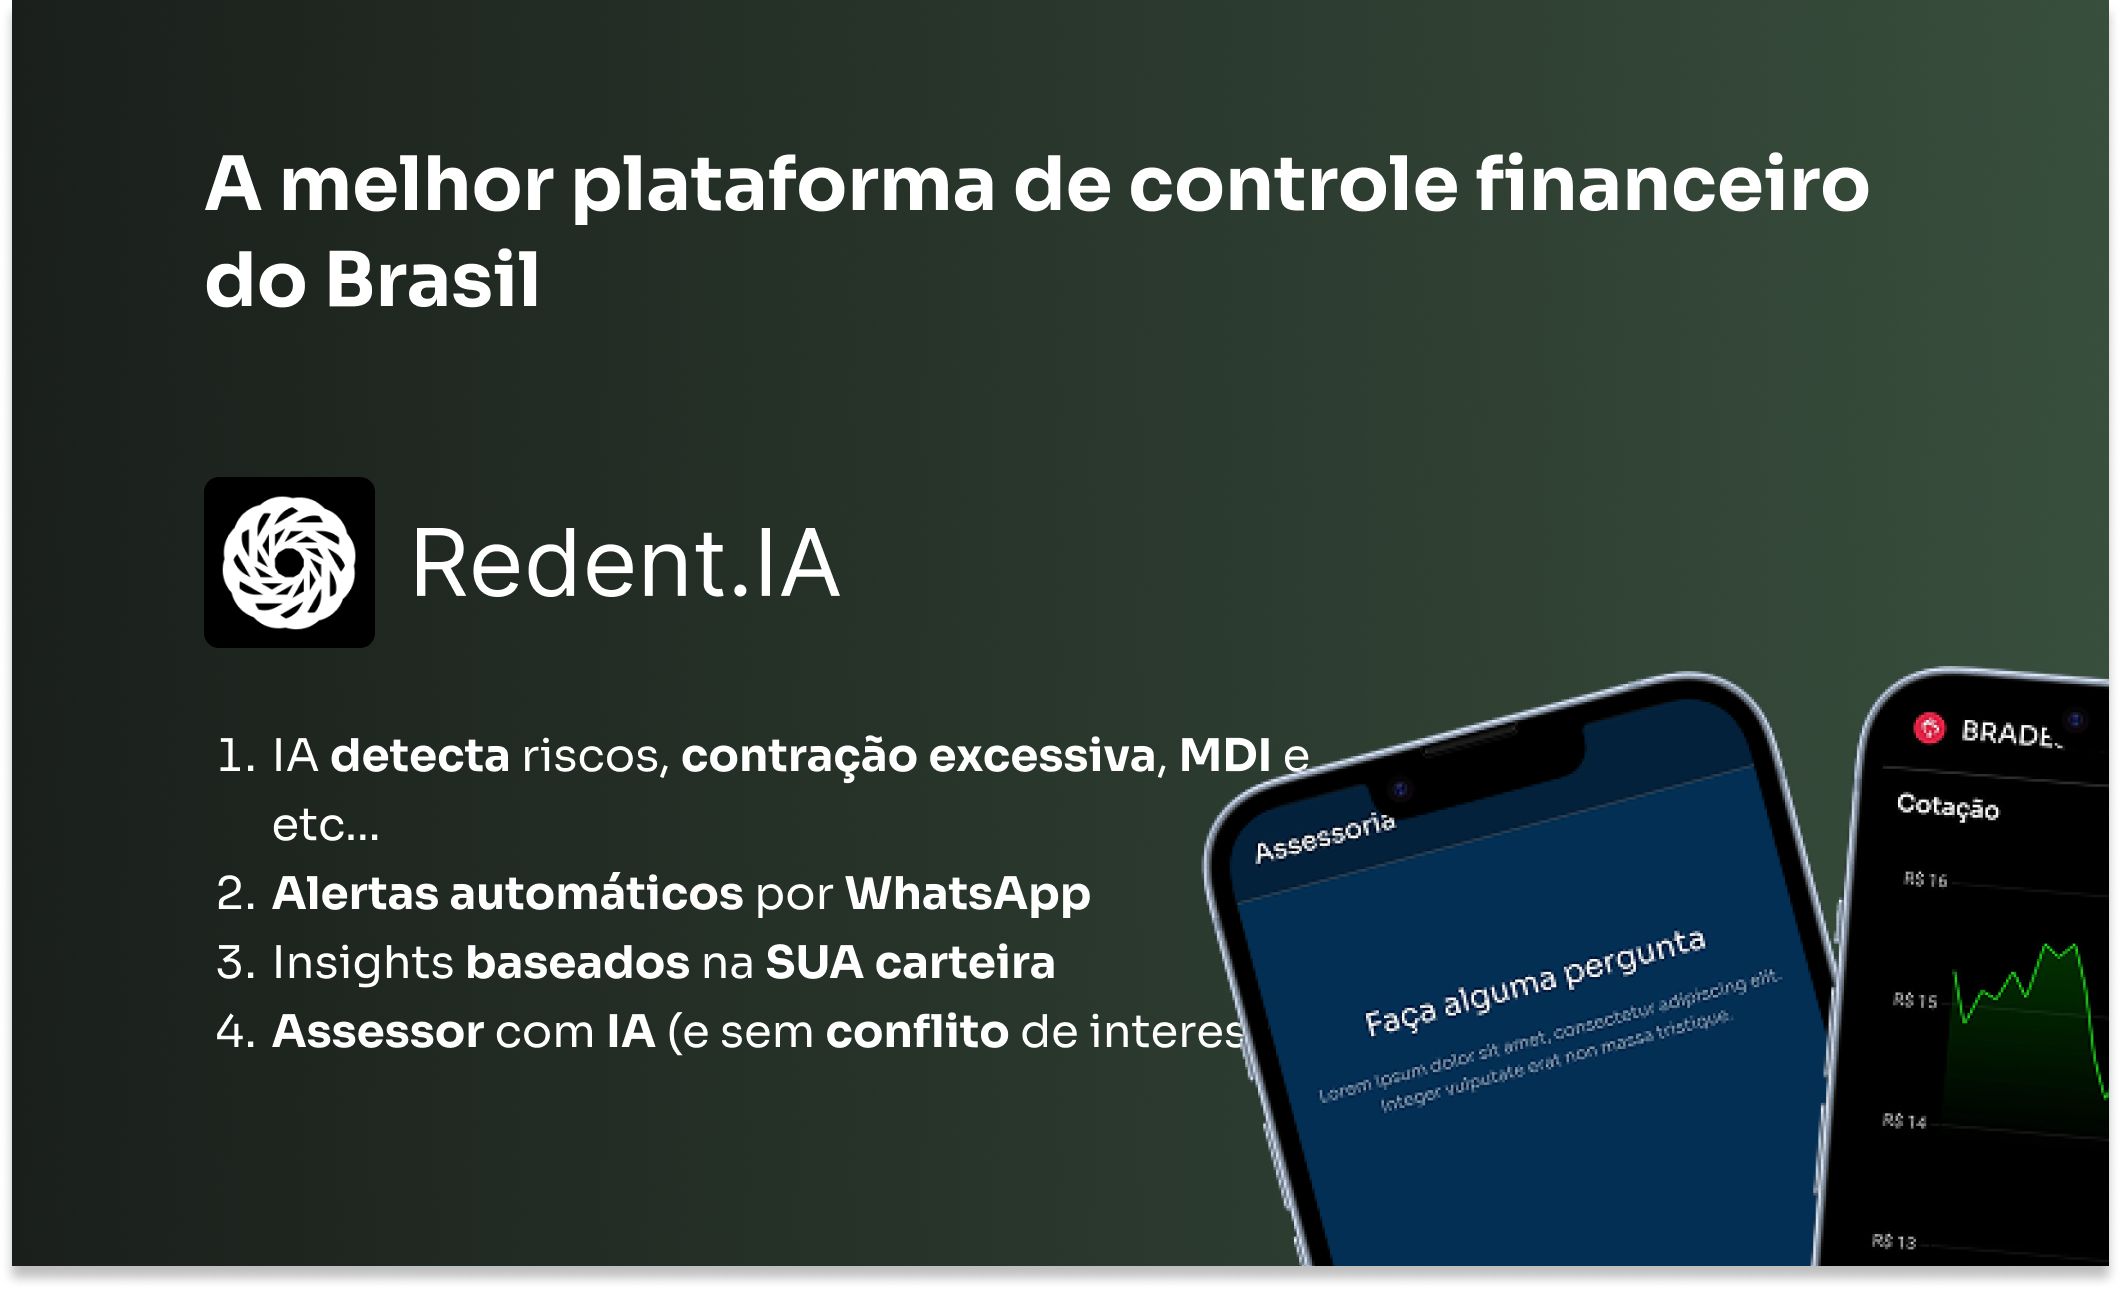 A melhor plataforma de controle financeiro
do Brasil
Redent.IA
1. IA detecta riscos, contração excessiva, MDI e
etc...
2. Alertas automáticos por WhatsApp
3. Insights baseados na SUA carteira
4. Assessor com IA (e sem conflito de interes
Assessoria
Faça alguma pergunta
Lorem ipsum dolor sit amet, consectetur adipiscing elit.
Integer vulputate erat non massa tristique.
BRADE
Cotação
R$ 16
R$ 15
R$ 14
R$ 13